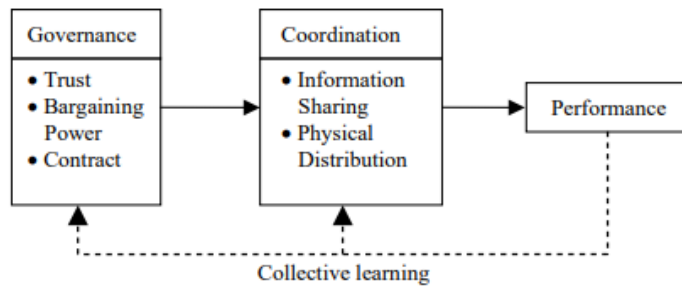 Governance
• Trust
• Bargaining
Power
• Contract
Coordination
• Information
Sharing
• Physical
Distribution
Performance
Collective learning